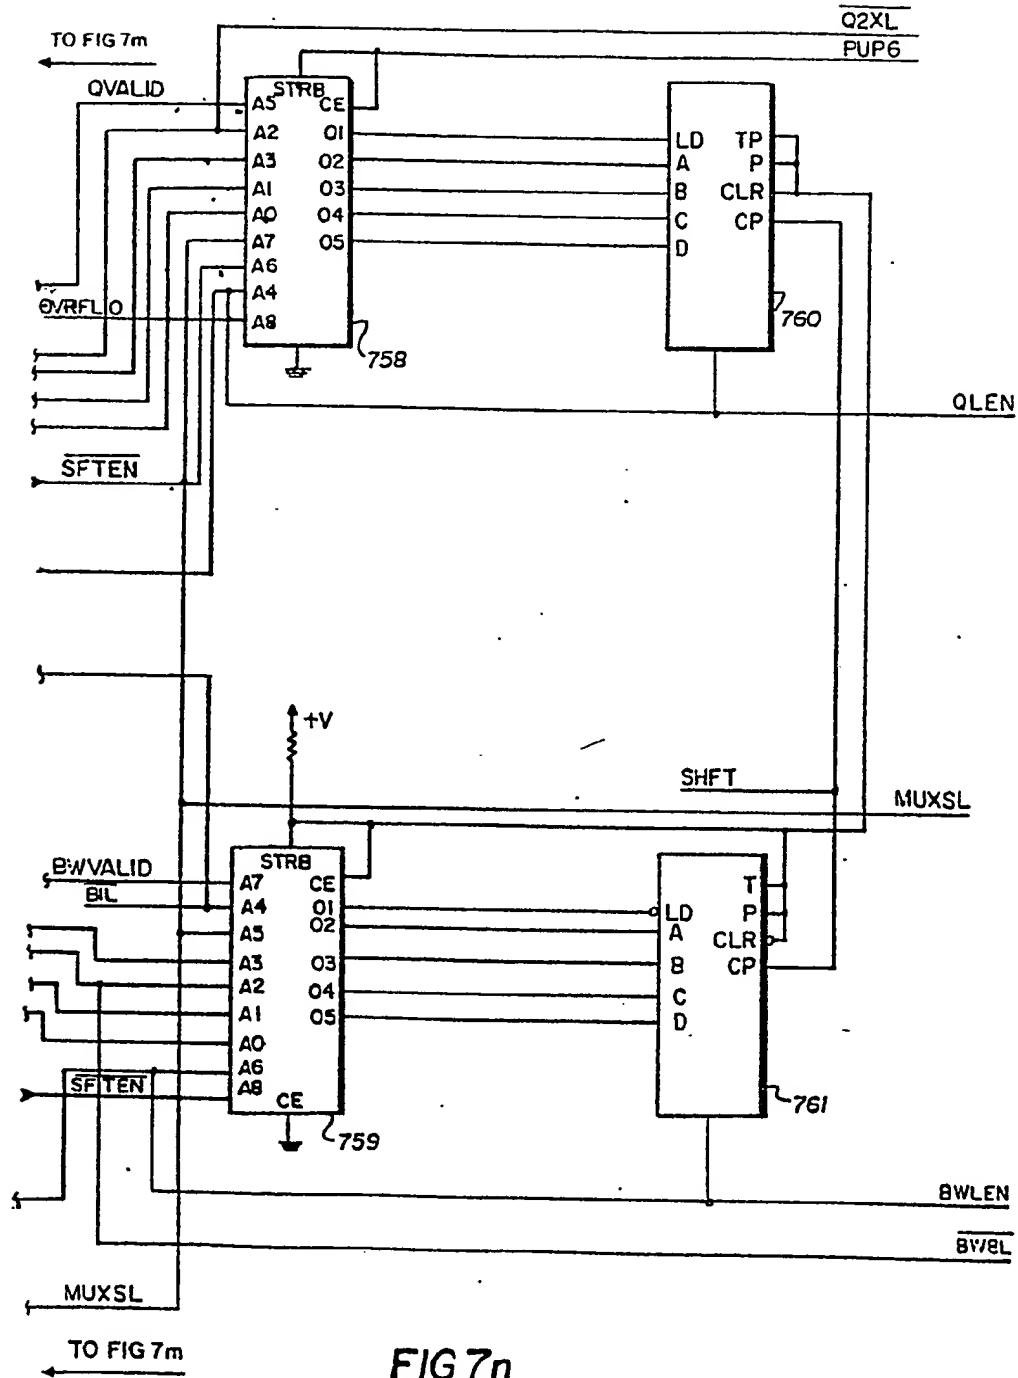 Q2XL
TO FIG 7m
PUP6
QVALID
STRB
A5 CE
A2 O1
A3 O2
A1 O3
A0 O4
A7 O5
A6
A4
A8
OVRFLO
758
LD TP
A P
B CLR
C CP
D
760
QLEN
SFTEN
+V
SHFT
MUXSL
BWVALID
BIL
STRB
A7 CE
A4 O1
A5 O2
A3 O3
A2 O4
A1 O5
A0
A6
A8
CE
SFTEN
759
T
LD P
A CLR
B CP
C
D
761
BWLEN
BW8L
MUXSL
TO FIG 7m
FIG 7n